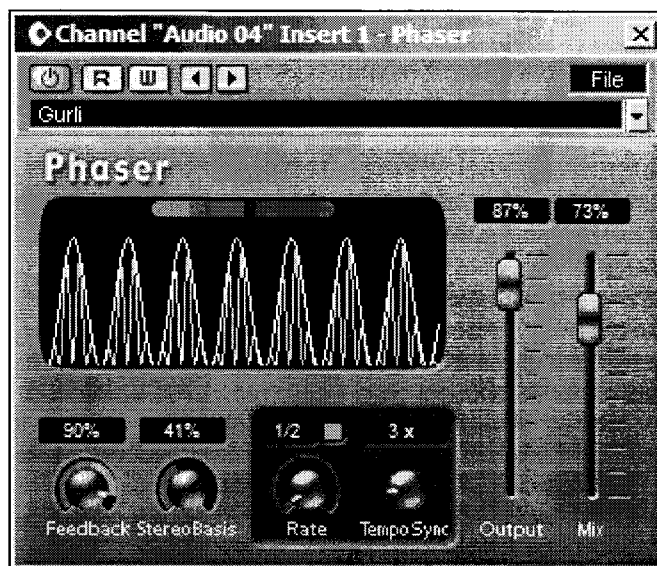 Channel "Audio 04" Insert 1 - Phaser
R W File
Gurli
Phaser
87% 73%
90% 41% 1/2 3 x
Feedback StereoBasis Rate TempoSync Output Mix